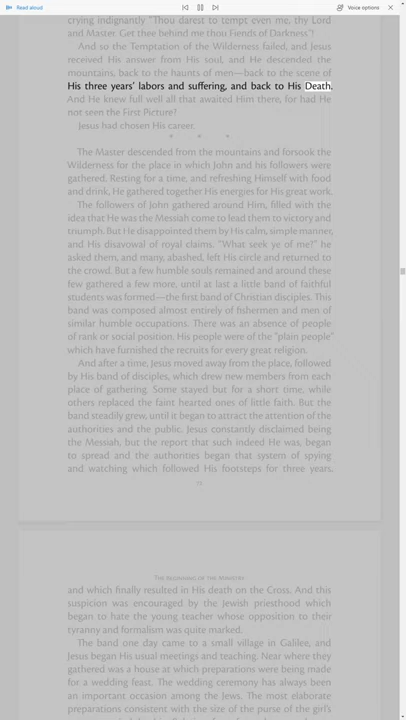 Read aloud
Voice options
crying indignantly "Thou darest to tempt even me, thy Lord
and Master. Get thee behind me thou Fiends of Darkness"!
And so the Temptation of the Wilderness failed, and Jesus
received His answer from His soul, and He descended the
mountains, back to the haunts of men—back to the scene of
His three years' labors and suffering, and back to His Death.
And He knew full well all that awaited Him there, for had He
not seen the First Picture?
Jesus had chosen His career.
* * *
The Master descended from the mountains and forsook the
Wilderness for the place in which John and his followers were
gathered. Resting for a time, and refreshing Himself with food
and drink, He gathered together His energies for His great work.
The followers of John gathered around Him, filled with the
idea that He was the Messiah come to lead them to victory and
triumph. But He disappointed them by His calm, simple manner,
and His disavowal of royal claims. "What seek ye of me?" he
asked them, and many, abashed, left His circle and returned to
the crowd. But a few humble souls remained and around these
few gathered a few more, until at last a little band of faithful
students was formed—the first band of Christian disciples. This
band was composed almost entirely of fishermen and men of
similar humble occupations. There was an absence of people
of rank or social position. His people were of the "plain people"
which have furnished the recruits for every great religion.
And after a time, Jesus moved away from the place, followed
by His band of disciples, which drew new members from each
place of gathering. Some stayed but for a short time, while
others replaced the faint hearted ones of little faith. But the
band steadily grew, until it began to attract the attention of the
authorities and the public. Jesus constantly disclaimed being
the Messiah, but the report that such indeed He was, began
to spread and the authorities began that system of spying
and watching which followed His footsteps for three years.
The Beginning of the Ministry
and which finally resulted in His death on the Cross. And this
suspicion was encouraged by the Jewish priesthood which
began to hate the young teacher whose opposition to their
tyranny and formalism was quite marked.
The band one day came to a small village in Galilee, and
Jesus began His usual meetings and teaching. Near where they
gathered was a house at which preparations were being made
for a wedding feast. The wedding ceremony has always been
an important occasion among the Jews. The most elaborate
preparations consistent with the size of the purse of the girl's